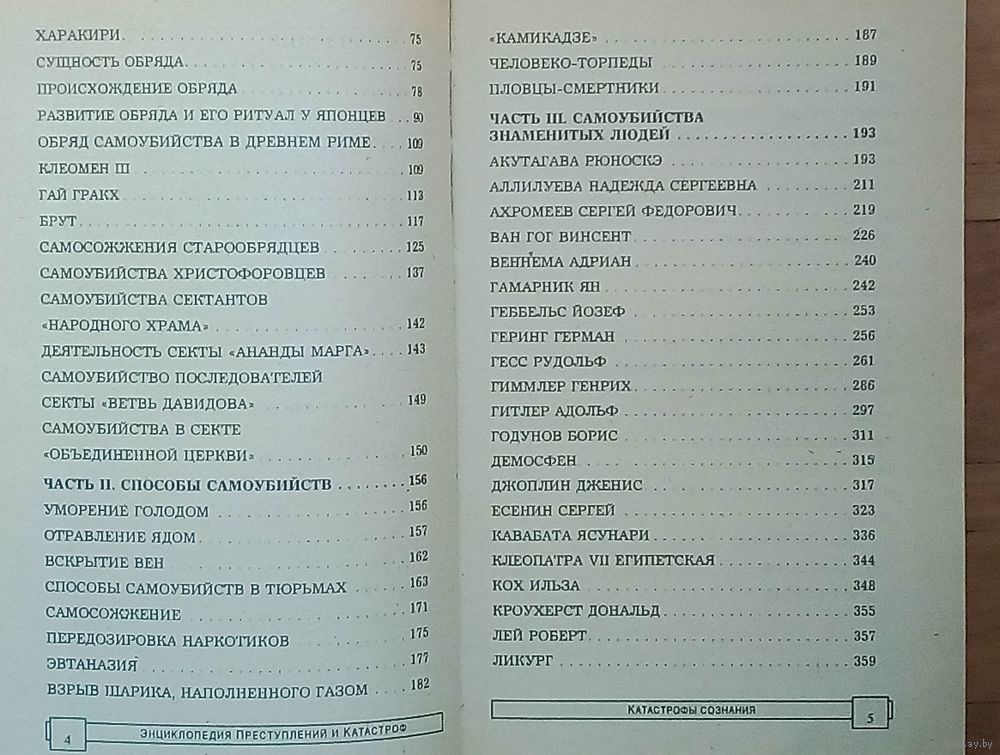 ХАРАКИРИ. . . . . . . . . . 75
СУЩНОСТЬ ОБРЯДА. . . . . . . . . . 75
ПРОИСХОЖДЕНИЕ ОБРЯДА . . . . . . . . . . 78
РАЗВИТИЕ ОБРЯДА И ЕГО РИТУАЛ У ЯПОНЦЕВ . . . 90
ОБРЯД САМОУБИЙСТВА В ДРЕВНЕМ РИМЕ. . . . 109
КЛЕОМЕН III . . . . . . . . . . 109
ГАЙ ГРАКХ . . . . . . . . . . 113
БРУТ. . . . . . . . . . 117
САМОСОЖЖЕНИЯ СТАРООБРЯДЦЕВ . . . . . . . . 125
САМОУБИЙСТВА ХРИСТОФОРОВЦЕВ . . . . . . . . 137
САМОУБИЙСТВА СЕКТАНТОВ
«НАРОДНОГО ХРАМА» . . . . . . . . . . 142
ДЕЯТЕЛЬНОСТЬ СЕКТЫ «АНАНДЫ МАРГА». . . . 143
САМОУБИЙСТВО ПОСЛЕДОВАТЕЛЕЙ
СЕКТЫ «ВЕТВЬ ДАВИДОВА» . . . . . . . . . . 149
САМОУБИЙСТВА В СЕКТЕ
«ОБЪЕДИНЕННОЙ ЦЕРКВИ» . . . . . . . . . . 150
ЧАСТЬ II. СПОСОБЫ САМОУБИЙСТВ . . . . . . . . 156
УМОРЕНИЕ ГОЛОДОМ . . . . . . . . . . 156
ОТРАВЛЕНИЕ ЯДОМ. . . . . . . . . . 157
ВСКРЫТИЕ ВЕН . . . . . . . . . . 162
СПОСОБЫ САМОУБИЙСТВ В ТЮРЬМАХ . . . . . . 163
САМОСОЖЖЕНИЕ . . . . . . . . . . 171
ПЕРЕДОЗИРОВКА НАРКОТИКОВ . . . . . . . . . . 175
ЭВТАНАЗИЯ . . . . . . . . . . 177
ВЗРЫВ ШАРИКА, НАПОЛНЕННОГО ГАЗОМ . . . . 182
4 ЭНЦИКЛОПЕДИЯ ПРЕСТУПЛЕНИЙ И КАТАСТРОФ
«КАМИКАДЗЕ» . . . . . . . . . . 187
ЧЕЛОВЕКО-ТОРПЕДЫ . . . . . . . . . . 189
ПЛОВЦЫ-СМЕРТНИКИ. . . . . . . . . . 191
ЧАСТЬ III. САМОУБИЙСТВА
ЗНАМЕНИТЫХ ЛЮДЕЙ . . . . . . . . . . 193
АКУТАГАВА РЮНОСКЭ . . . . . . . . . . 193
АЛЛИЛУЕВА НАДЕЖДА СЕРГЕЕВНА . . . . . . . . 211
АХРОМЕЕВ СЕРГЕЙ ФЕДОРОВИЧ. . . . . . . . . . 219
ВАН ГОГ ВИНСЕНТ. . . . . . . . . . 226
ВЕННЕМА АДРИАН . . . . . . . . . . 240
ГАМАРНИК ЯН . . . . . . . . . . 242
ГЕББЕЛЬС ЙОЗЕФ . . . . . . . . . . 253
ГЕРИНГ ГЕРМАН . . . . . . . . . . 256
ГЕСС РУДОЛЬФ . . . . . . . . . . 261
ГИММЛЕР ГЕНРИХ. . . . . . . . . . 286
ГИТЛЕР АДОЛЬФ . . . . . . . . . . 297
ГОДУНОВ БОРИС . . . . . . . . . . 311
ДЕМОСФЕН. . . . . . . . . . 315
ДЖОПЛИН ДЖЕНИС . . . . . . . . . . 317
ЕСЕНИН СЕРГЕЙ . . . . . . . . . . 323
КАВАБАТА ЯСУНАРИ . . . . . . . . . . 336
КЛЕОПАТРА VII ЕГИПЕТСКАЯ . . . . . . . . . . 344
КОХ ИЛЬЗА . . . . . . . . . . 348
КРОУХЕРСТ ДОНАЛЬД . . . . . . . . . . 355
ЛЕЙ РОБЕРТ. . . . . . . . . . 357
ЛИКУРГ . . . . . . . . . . 359
КАТАСТРОФЫ СОЗНАНИЯ 5
ay.by